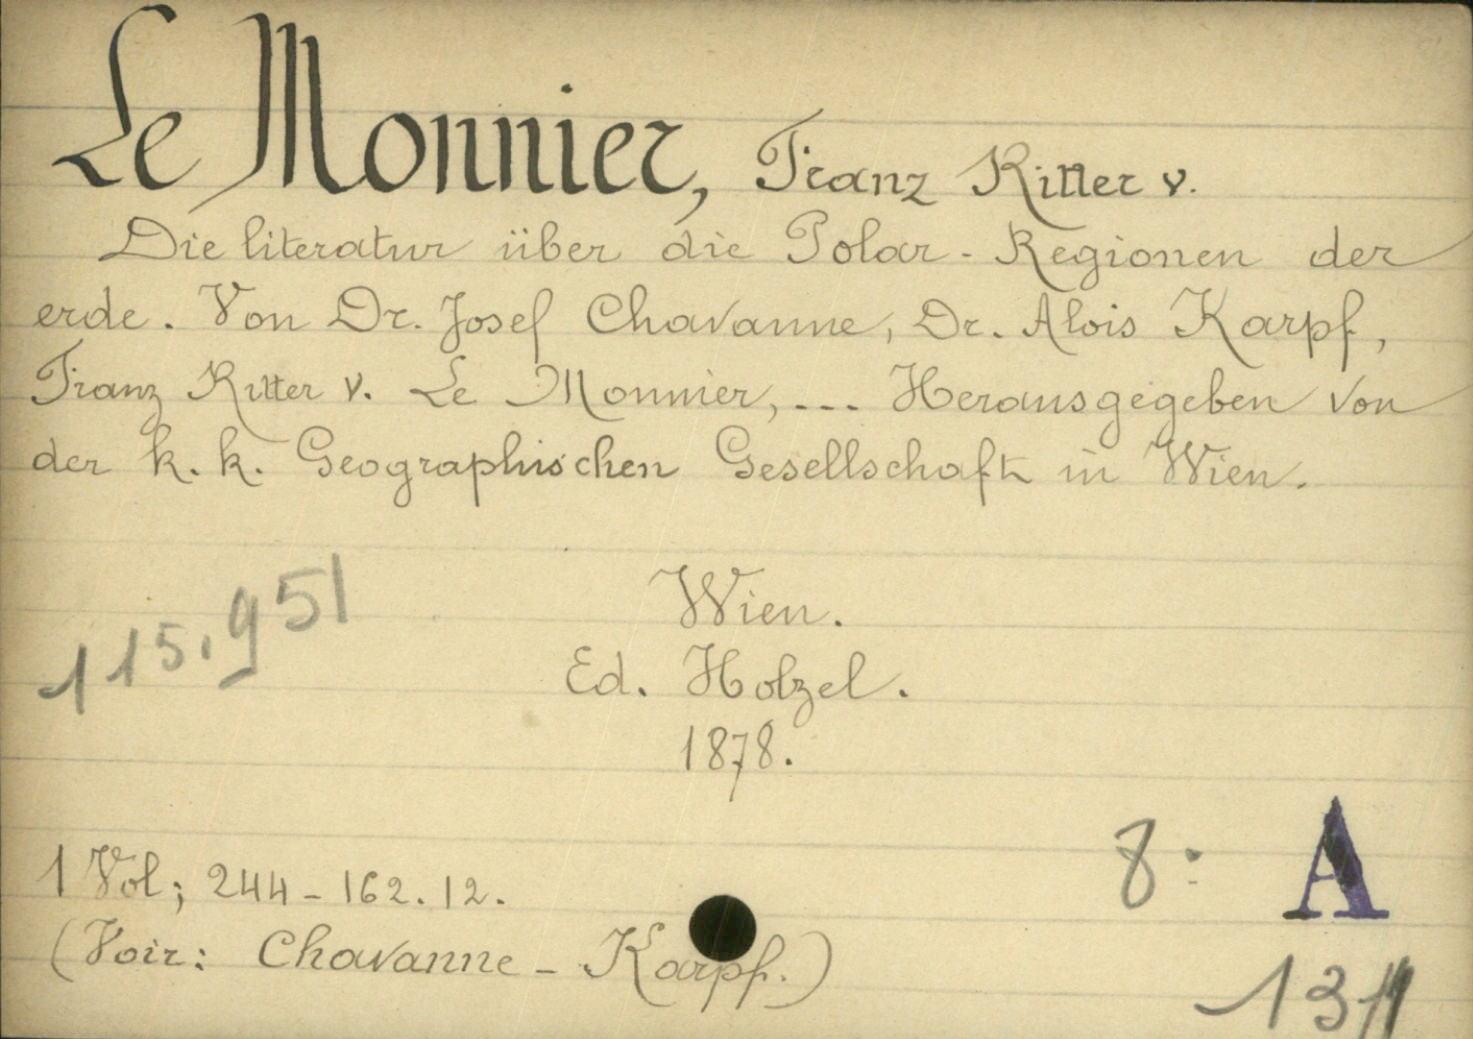 Le Monnier, Franz Ritter v.
Die literatur über die Polar-Regionen der
erde. Von Dr. Josef Chavanne, Dr. Alois Karpf,
Franz Ritter v. Le Monnier, ... Herausgegeben von
der k. k. Geographischen Gesellschaft in Wien.
115.951
Wien.
Ed. Holzel.
1878.
1 Vol; 244-162.12.
8: A
(Voir: Chavanne - Karpf.)